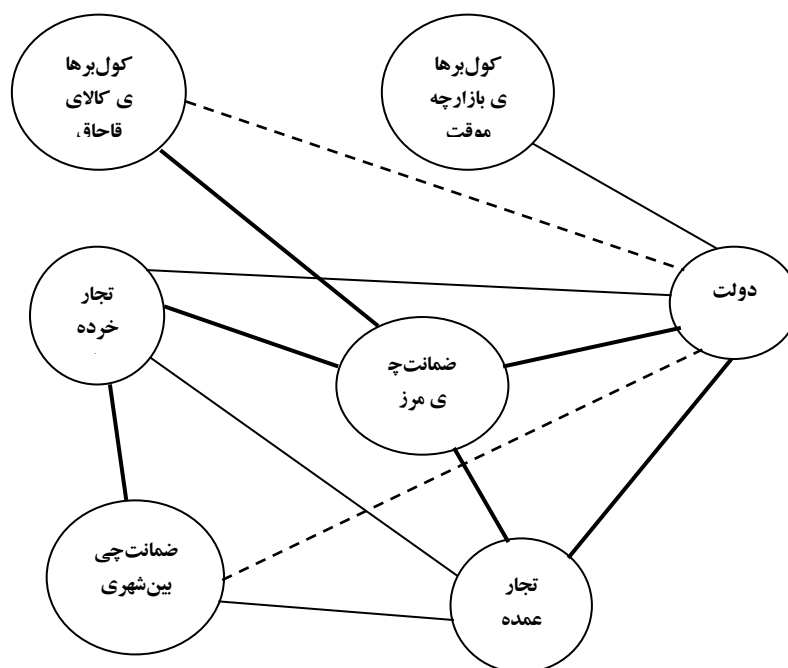 کول‌برها
ی کالای
قاچاق
کول‌برها
ی بازارچه
موقت
دولت
تجار
خرده
ضمانت‌چ
ی مرز
ضمانت‌چی
بین‌شهری
تجار
عمده